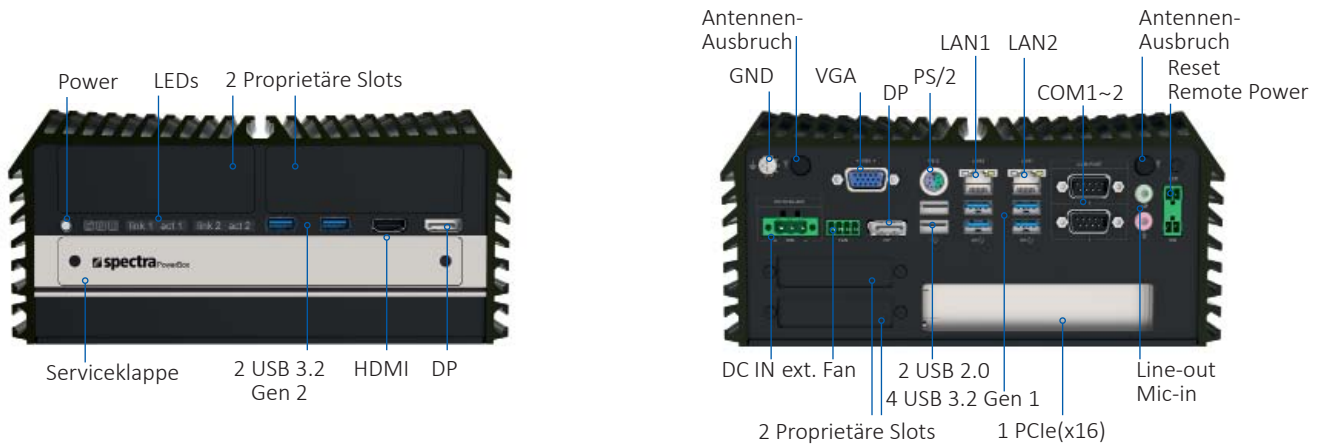 Power
LEDs
2 Proprietäre Slots
link 1 act 1
link 2 act 2
spectra PowerBox
Serviceklappe
2 USB 3.2
Gen 2
HDMI
DP
Antennen-
Ausbruch
GND
VGA
DP
PS/2
LAN1
LAN2
COM1~2
Antennen-
Ausbruch
Reset
Remote Power
DC IN
ext. Fan
2 USB 2.0
4 USB 3.2 Gen 1
2 Proprietäre Slots
1 PCIe(x16)
Line-out
Mic-in